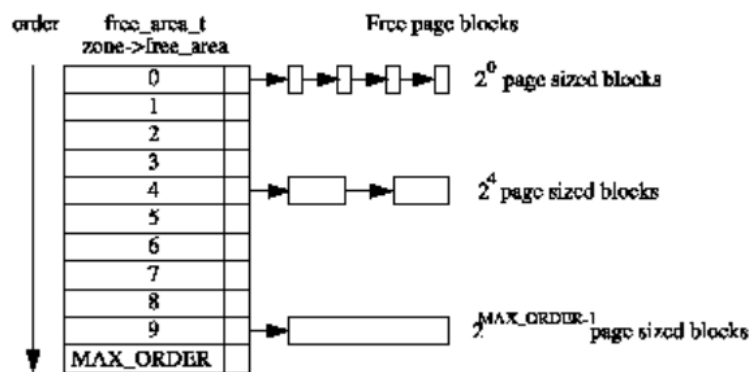 order free_area_t Free page blocks
zone->free_area
0 2^0 page sized blocks
1
2
3
4 2^4 page sized blocks
5
6
7
8
9 2^MAX_ORDER-1 page sized blocks
MAX_ORDER